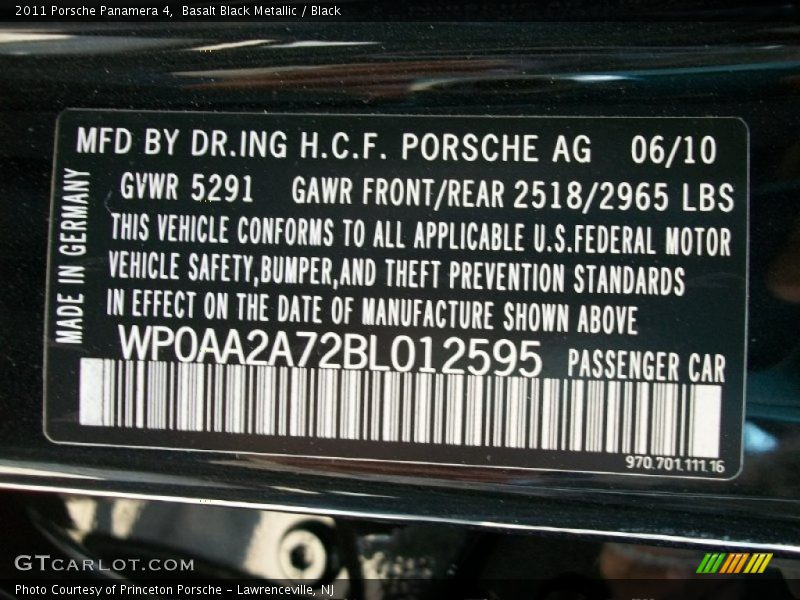 2011 Porsche Panamera 4,  Basalt Black Metallic / Black
MFD BY DR.ING H.C.F. PORSCHE AG 06/10
GVWR 5291 GAWR FRONT/REAR 2518/2965 LBS
THIS VEHICLE CONFORMS TO ALL APPLICABLE U.S.FEDERAL MOTOR
VEHICLE SAFETY,BUMPER,AND THEFT PREVENTION STANDARDS
IN EFFECT ON THE DATE OF MANUFACTURE SHOWN ABOVE
MADE IN GERMANY
WP0AA2A72BL012595 PASSENGER CAR
970.701.111.16
GTCARLOT.COM
Photo Courtesy of Princeton Porsche - Lawrenceville, NJ